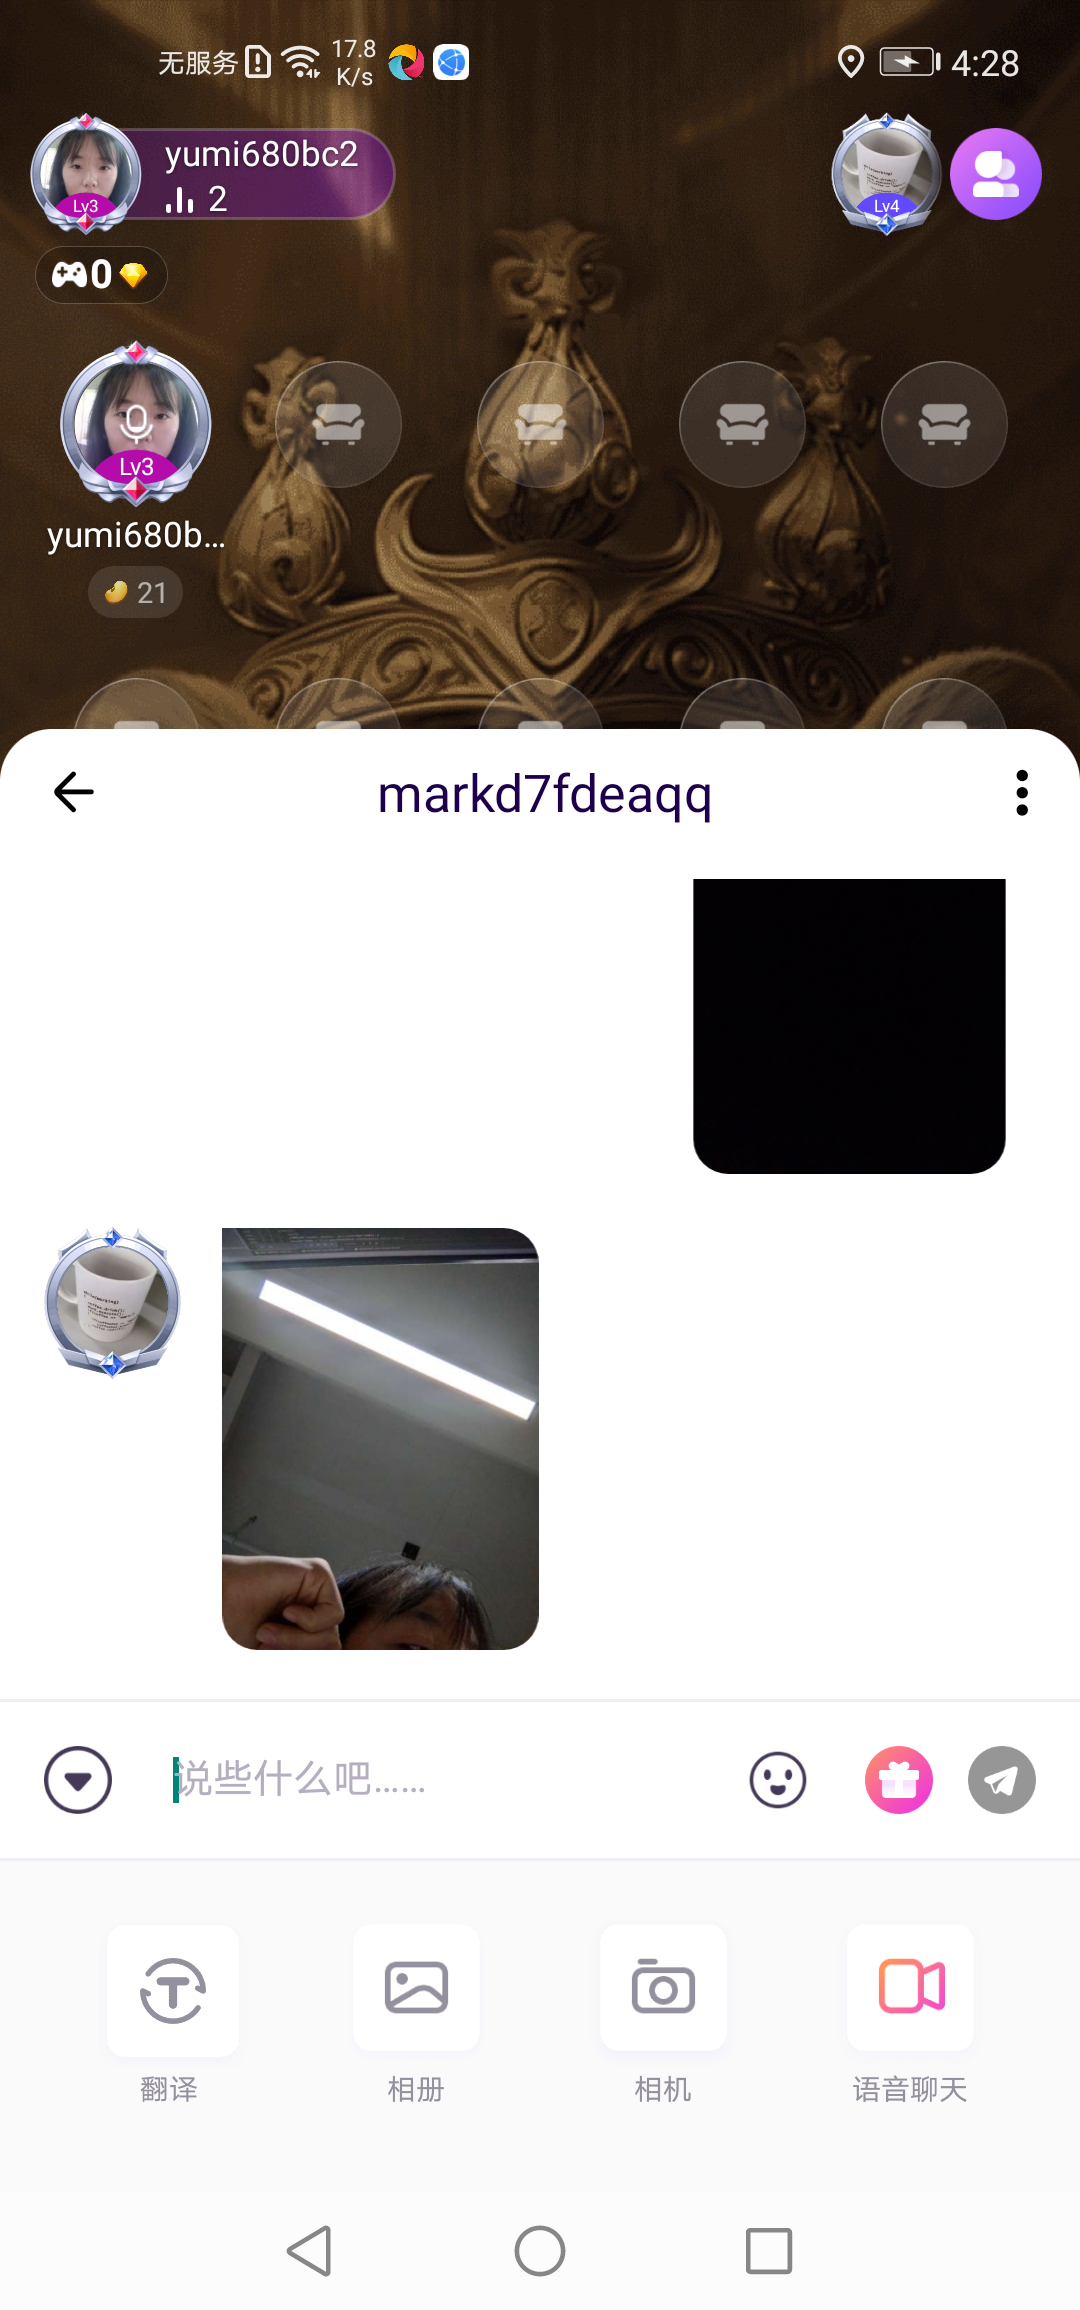 无服务 17.8 K/s 4:28
yumi680bc2
2
Lv3
Lv4
0
Lv3
yumi680b...
21
markd7fdeaqq
说些什么吧......
翻译 相册 相机 语音聊天